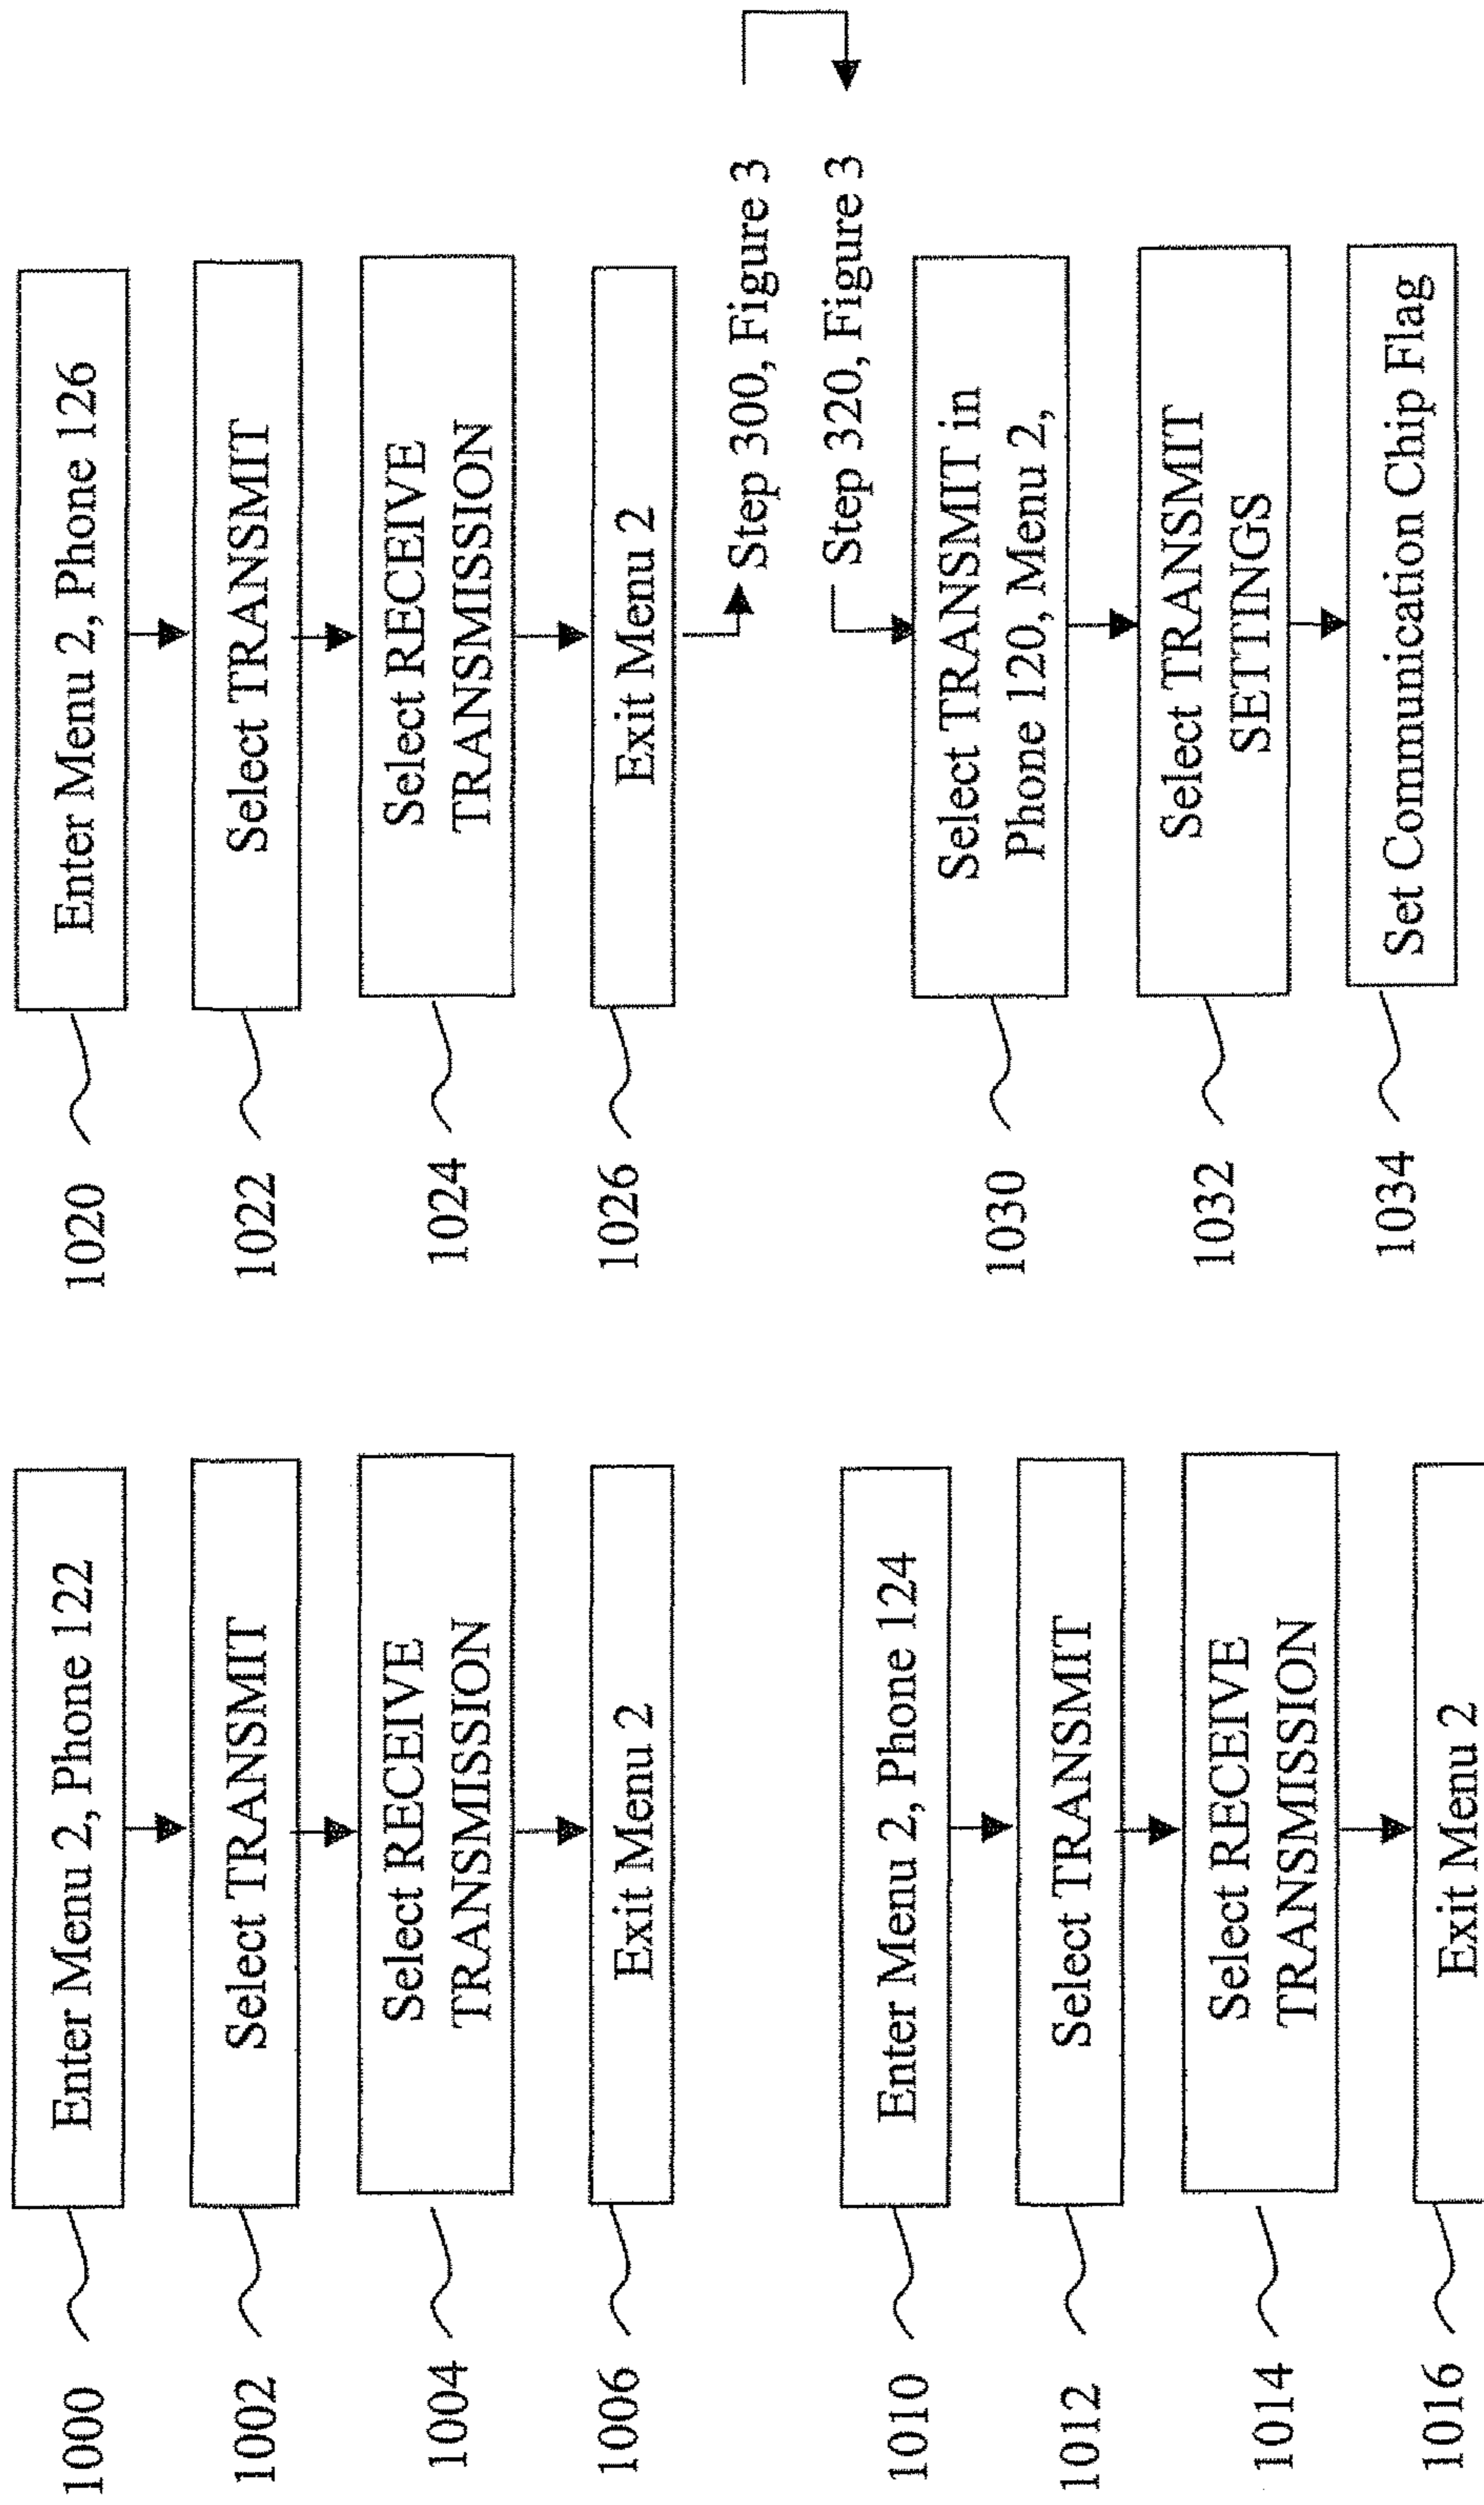 1000
Enter Menu 2, Phone 122
1002
Select TRANSMIT
1004
Select RECEIVE
TRANSMISSION
1006
Exit Menu 2
1010
Enter Menu 2, Phone 124
1012
Select TRANSMIT
1014
Select RECEIVE
TRANSMISSION
1016
Exit Menu 2
1020
Enter Menu 2, Phone 126
1022
Select TRANSMIT
1024
Select RECEIVE
TRANSMISSION
1026
Exit Menu 2
Step 300, Figure 3
Step 320, Figure 3
1030
Select TRANSMIT in
Phone 120, Menu 2,
1032
Select TRANSMIT
SETTINGS
1034
Set Communication Chip Flag